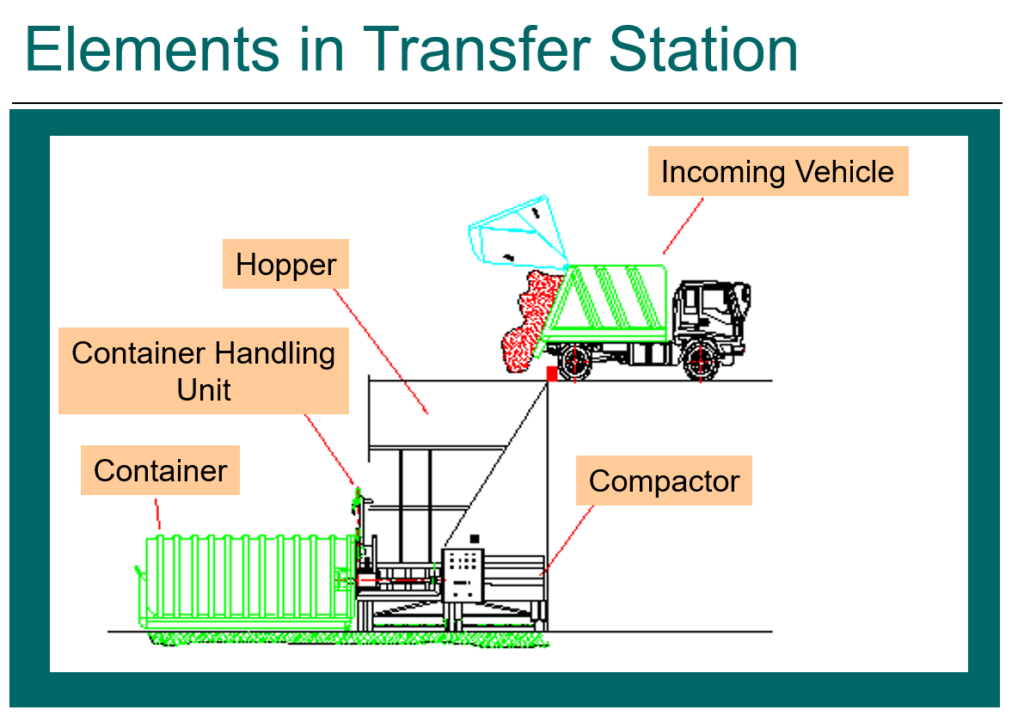 Elements in Transfer Station
Incoming Vehicle
Hopper
Container Handling
Unit
Container
Compactor